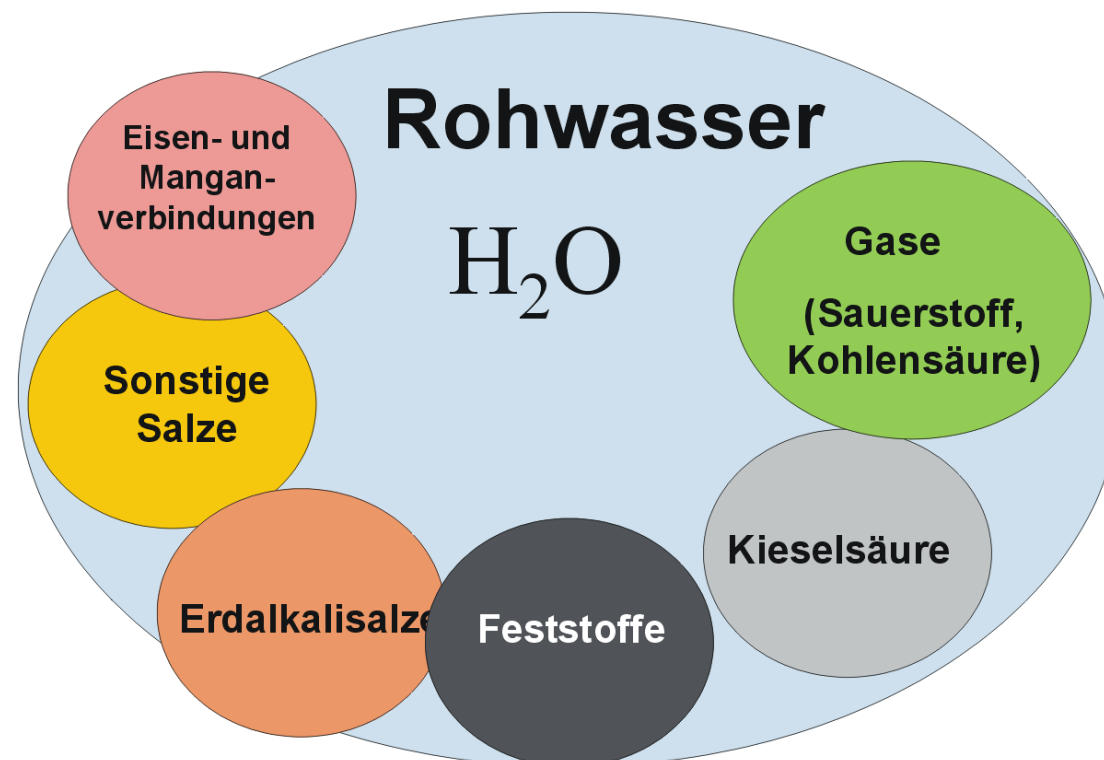 Rohwasser
H₂O
Eisen- und
Mangan-
verbindungen
Gase
(Sauerstoff,
Kohlensäure)
Sonstige
Salze
Kieselsäure
Erdalkalisalze
Feststoffe